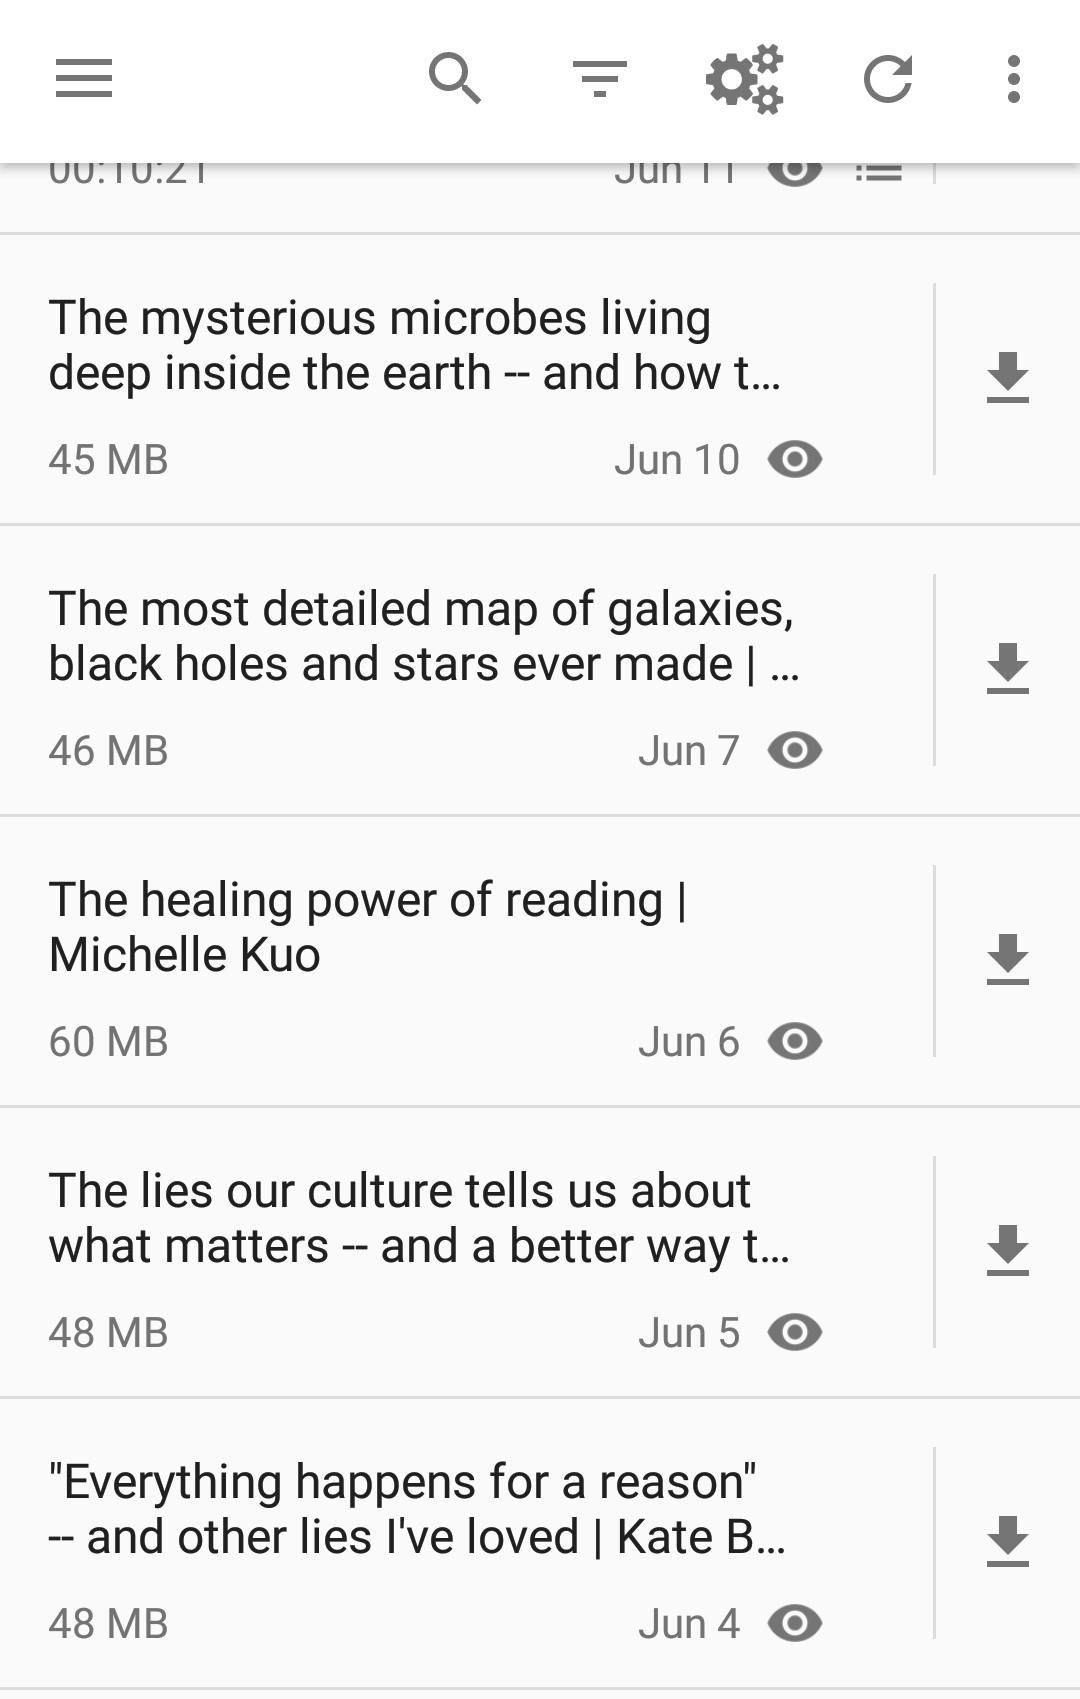 00:10:21 Jun 11
The mysterious microbes living
deep inside the earth -- and how t...
45 MB Jun 10
The most detailed map of galaxies,
black holes and stars ever made | ...
46 MB Jun 7
The healing power of reading |
Michelle Kuo
60 MB Jun 6
The lies our culture tells us about
what matters -- and a better way t...
48 MB Jun 5
"Everything happens for a reason"
-- and other lies I've loved | Kate B...
48 MB Jun 4